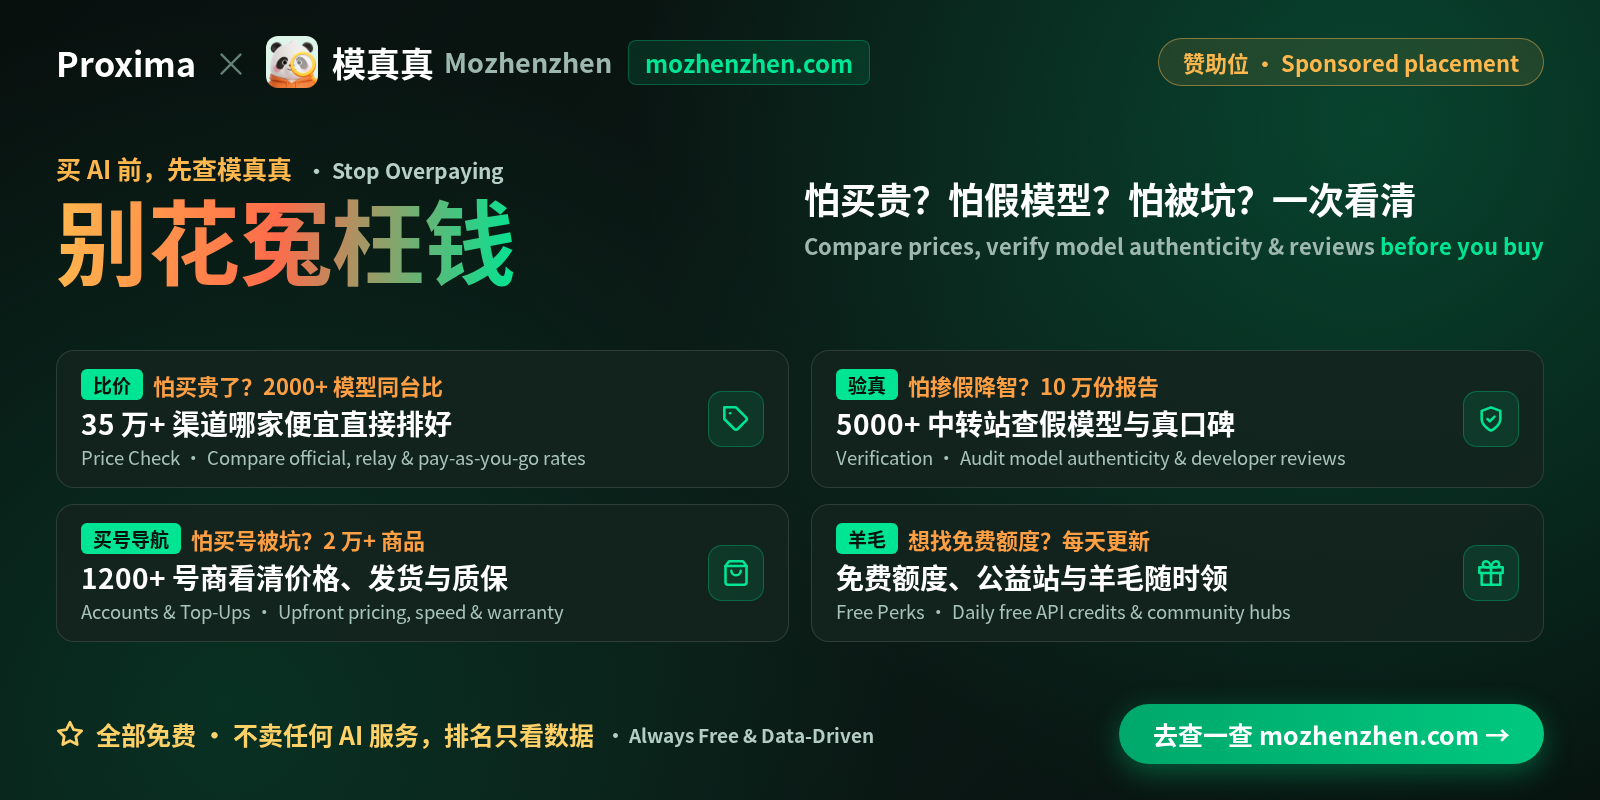 Proxima × 模真真 Mozhenzhen mozhenzhen.com
赞助位 • Sponsored placement
买 AI 前，先查模真真 • Stop Overpaying
别花冤枉钱
怕买贵？怕假模型？怕被坑？一次看清
Compare prices, verify model authenticity & reviews before you buy
比价 怕买贵了？2000+ 模型同台比
35 万+ 渠道哪家便宜直接排好
Price Check • Compare official, relay & pay-as-you-go rates
验真 怕掺假降智？10 万份报告
5000+ 中转站查假模型与真口碑
Verification • Audit model authenticity & developer reviews
买号导航 怕买号被坑？2 万+ 商品
1200+ 号商看清价格、发货与质保
Accounts & Top-Ups • Upfront pricing, speed & warranty
羊毛 想找免费额度？每天更新
免费额度、公益站与羊毛随时领
Free Perks • Daily free API credits & community hubs
全部免费 • 不卖任何 AI 服务，排名只看数据 • Always Free & Data-Driven
去查一查 mozhenzhen.com →